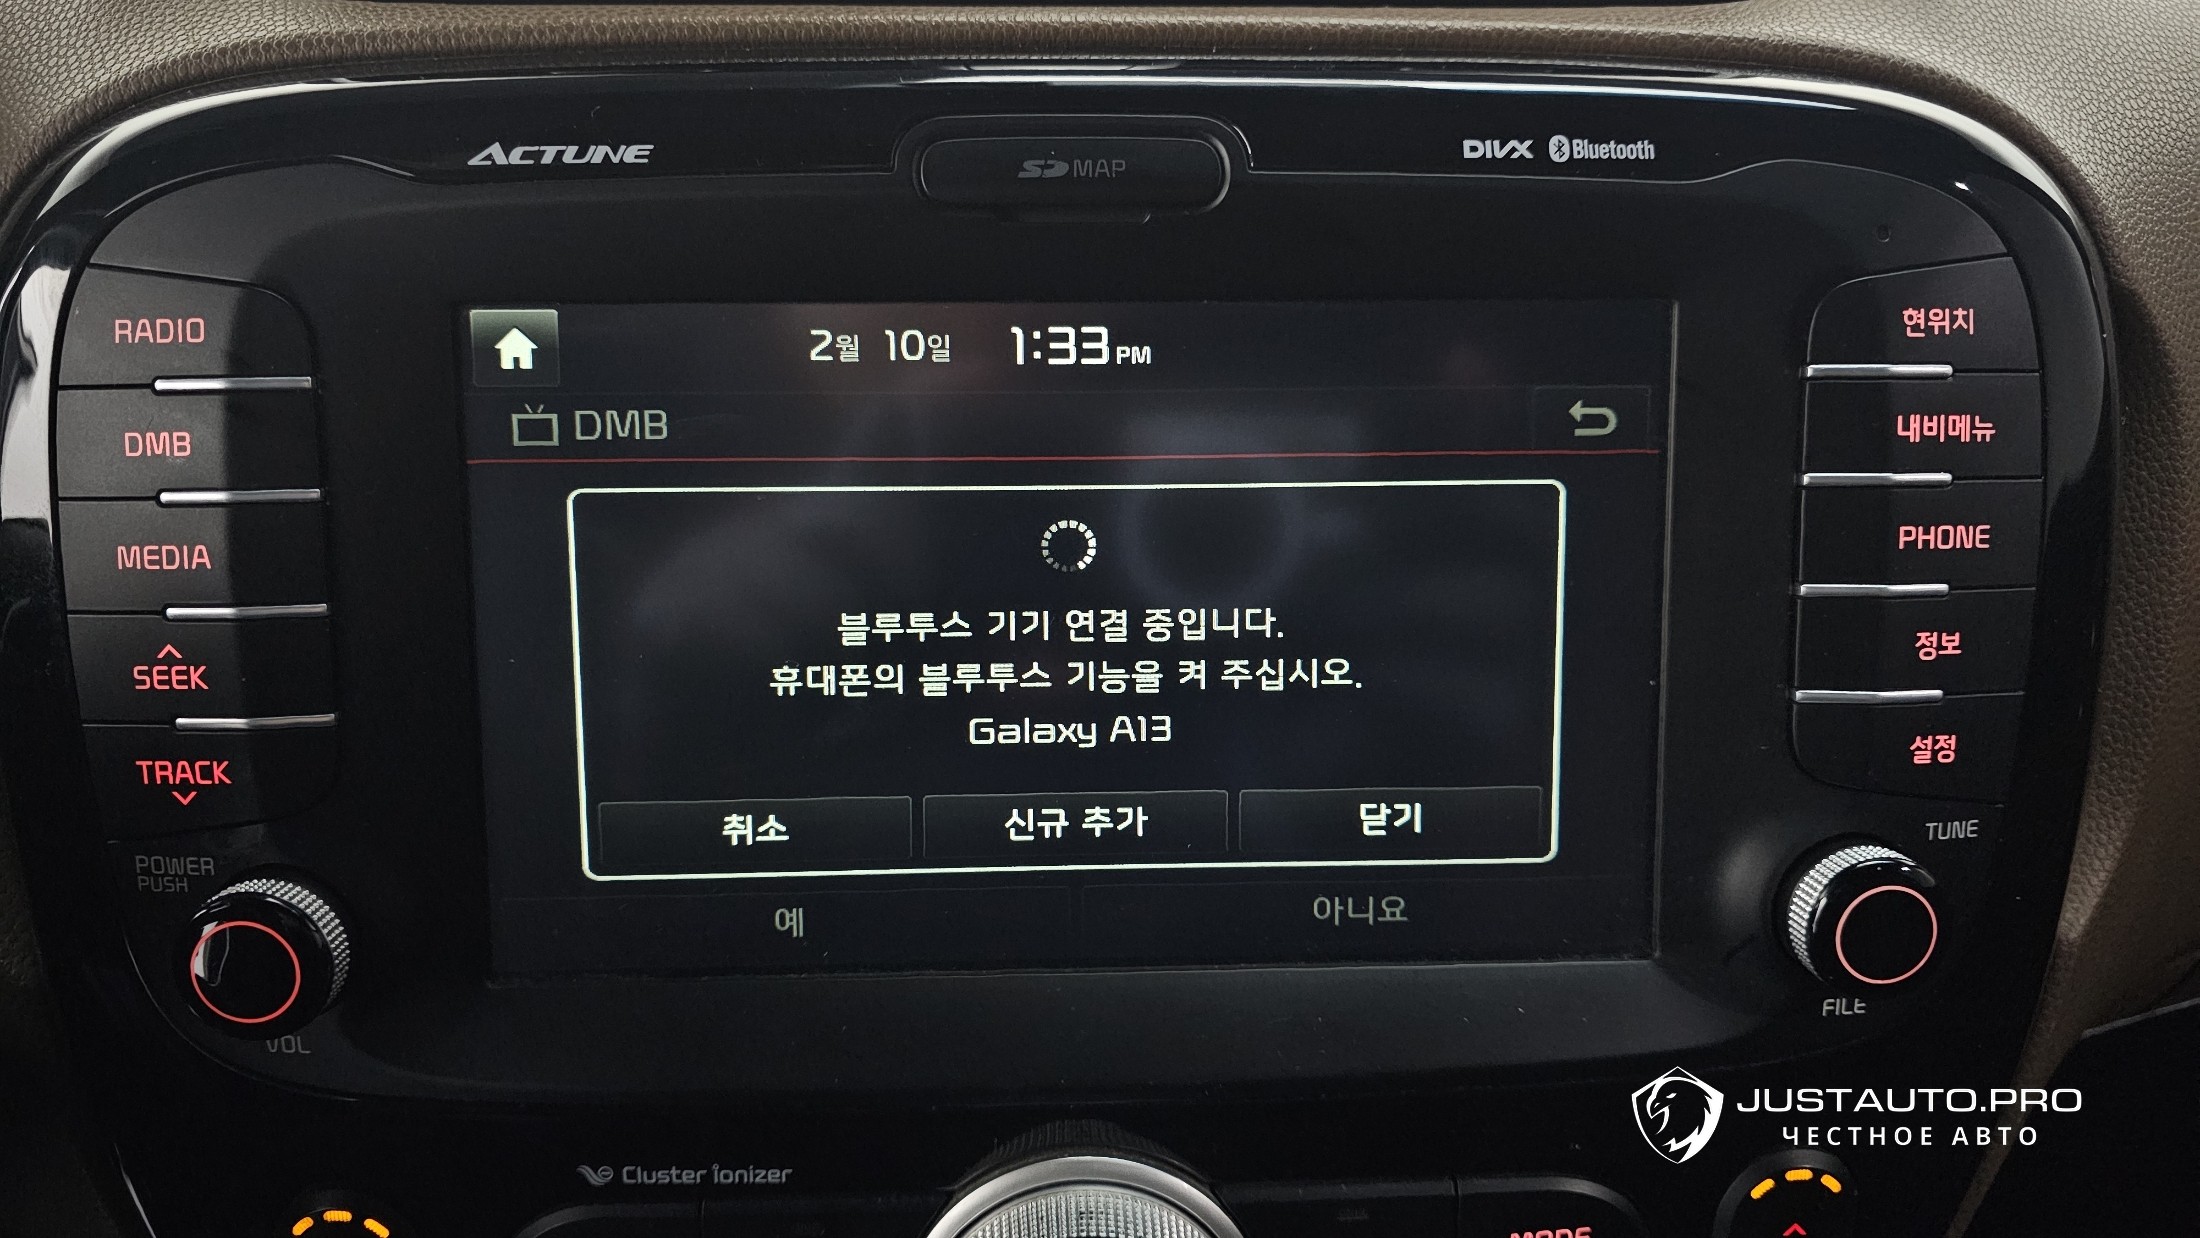 ACTUNE
SD MAP
DIVX Bluetooth
RADIO
DMB
MEDIA
SEEK
TRACK
POWER
PUSH
VOL
2월 10일 1:33 PM
DMB
블루투스 기기 연결 중입니다.
휴대폰의 블루투스 기능을 켜 주십시오.
Galaxy A13
취소 신규 추가 닫기
예 아니요
현위치
내비메뉴
PHONE
정보
설정
TUNE
FILE
Cluster ionizer
MODE
JUSTAUTO.PRO
ЧЕСТНОЕ АВТО